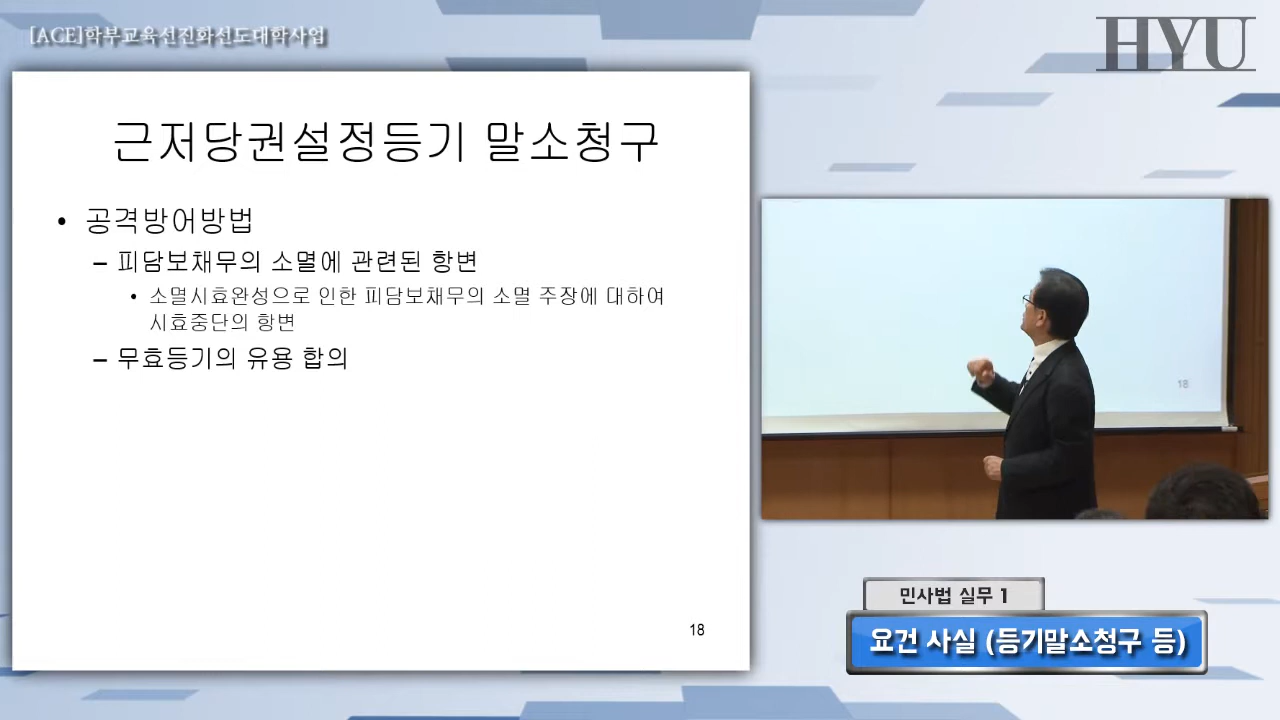 [ACE]학부교육선진화선도대학사업
HYU
근저당권설정등기 말소청구
• 공격방어방법
– 피담보채무의 소멸에 관련된 항변
• 소멸시효완성으로 인한 피담보채무의 소멸 주장에 대하여
시효중단의 항변
– 무효등기의 유용 합의
18
18
민사법 실무 1
요건 사실 (등기말소청구 등)